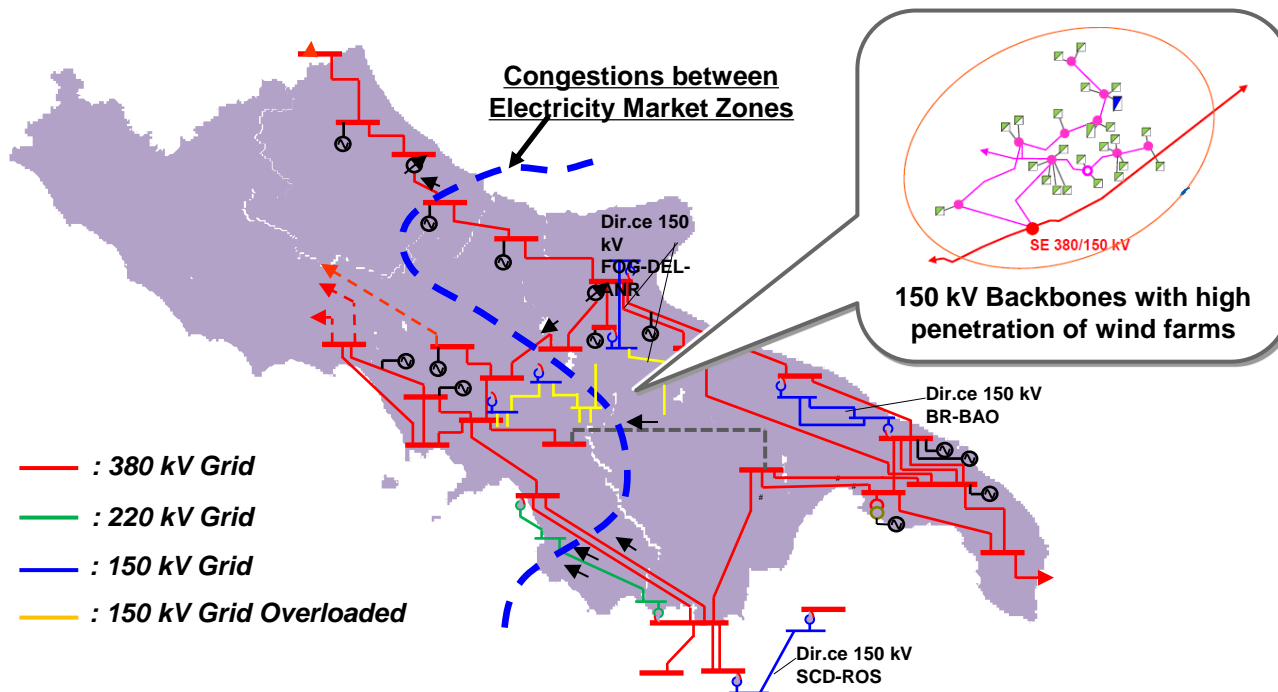 Congestions between
Electricity Market Zones
Dir.ce 150
kV
FOG-DEL-
ANR
SE 380/150 kV
150 kV Backbones with high
penetration of wind farms
Dir.ce 150 kV
BR-BAO
: 380 kV Grid
: 220 kV Grid
: 150 kV Grid
: 150 kV Grid Overloaded
#
#
#
Dir.ce 150 kV
SCD-ROS